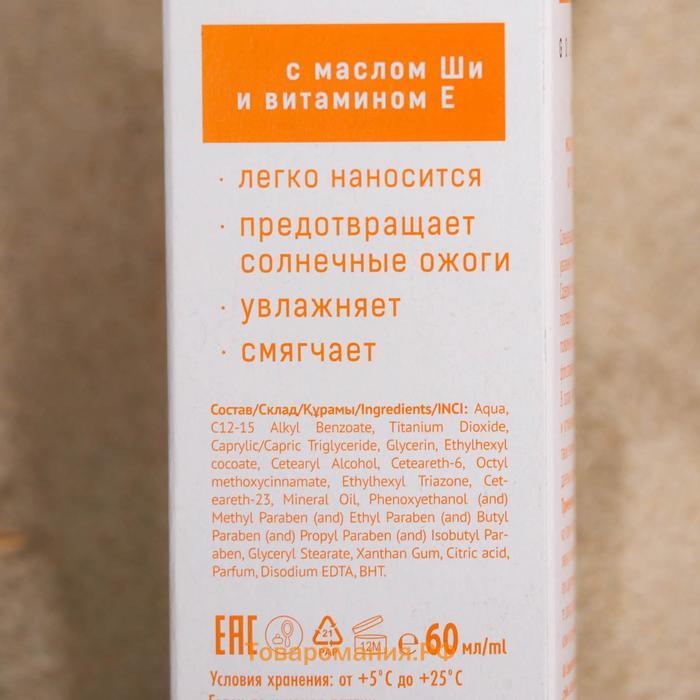 с маслом Ши
и витамином Е
· легко наносится
· предотвращает
солнечные ожоги
· увлажняет
· смягчает
Состав/Склад/Құрамы/Ingredients/INCI: Aqua,
C12-15 Alkyl Benzoate, Titanium Dioxide,
Caprylic/Capric Triglyceride, Glycerin, Ethylhexyl
cocoate, Cetearyl Alcohol, Ceteareth-6, Octyl
methoxycinnamate, Ethylhexyl Triazone, Cet-
eareth-23, Mineral Oil, Phenoxyethanol (and)
Methyl Paraben (and) Ethyl Paraben (and) Butyl
Paraben (and) Propyl Paraben (and) Isobutyl Par-
aben, Glyceryl Stearate, Xanthan Gum, Citric acid,
Parfum, Disodium EDTA, BHT.
EAC 21 PAP 12M ℮ 60 мл/ml
Товаромания.РФ
Условия хранения: от +5°С до +25°С